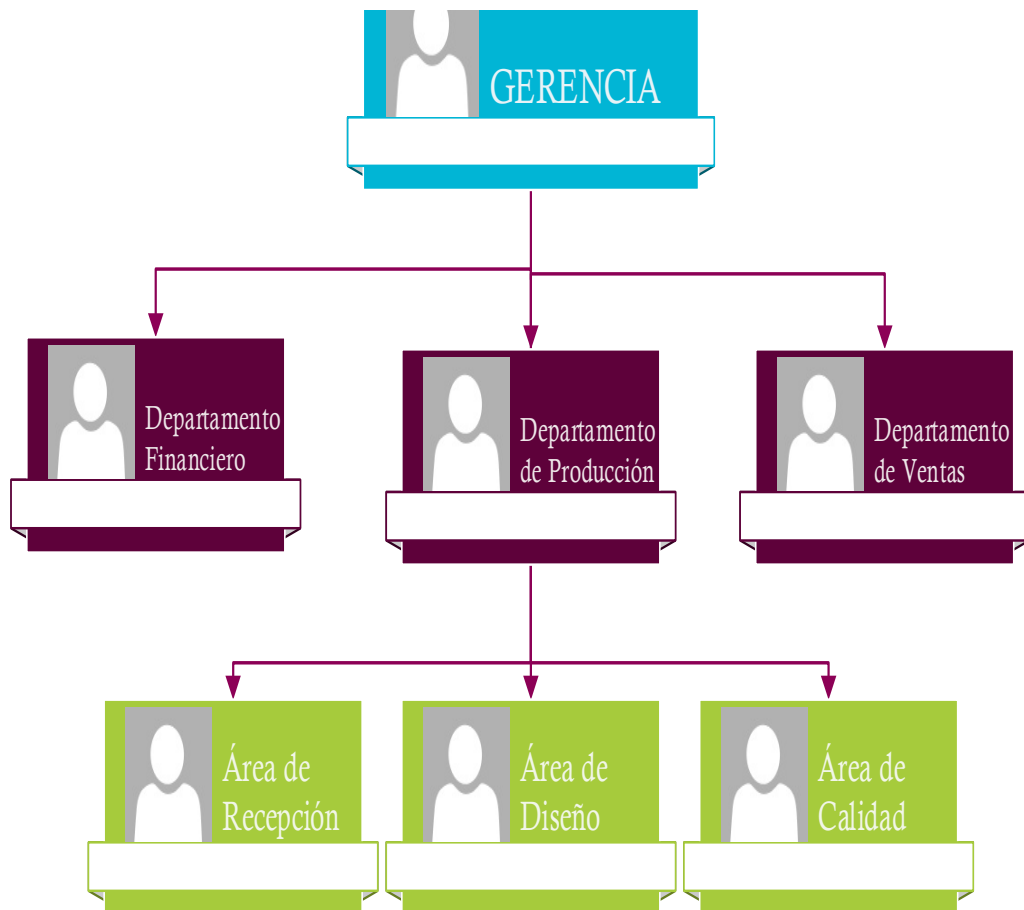 GERENCIA
Departamento
Financiero
Departamento
de Producción
Departamento
de Ventas
Área de
Recepción
Área de
Diseño
Área de
Calidad